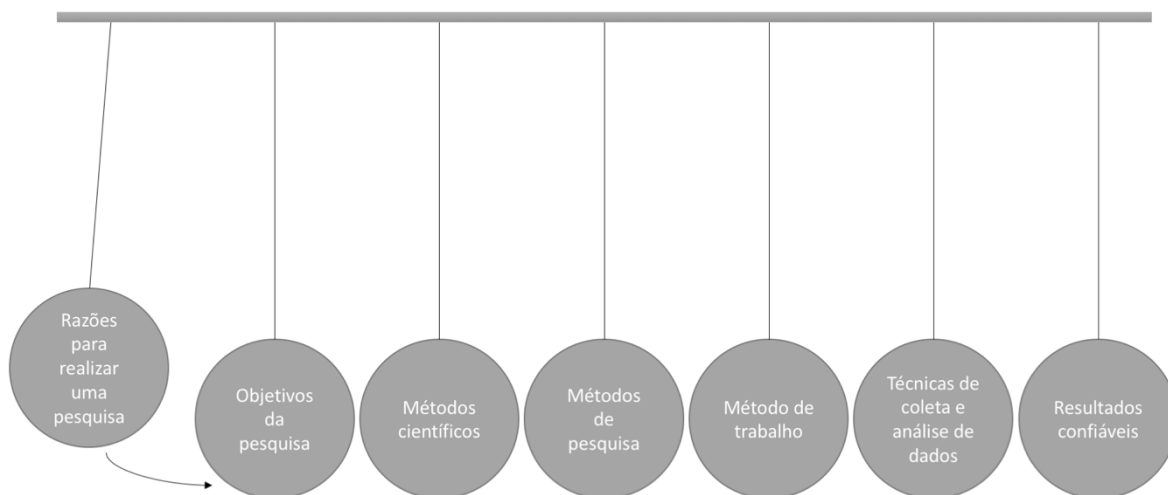 Razões
para
realizar
uma
pesquisa
Objetivos
da
pesquisa
Métodos
científicos
Métodos
de
pesquisa
Método de
trabalho
Técnicas de
coleta e
análise de
dados
Resultados
confiáveis